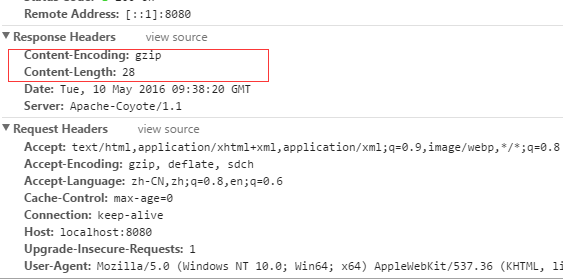 Remote Address: [::1]:8080
Response Headers view source
Content-Encoding: gzip
Content-Length: 28
Date: Tue, 10 May 2016 09:38:20 GMT
Server: Apache-Coyote/1.1
Request Headers view source
Accept: text/html,application/xhtml+xml,application/xml;q=0.9,image/webp,*/*;q=0.8
Accept-Encoding: gzip, deflate, sdch
Accept-Language: zh-CN,zh;q=0.8,en;q=0.6
Cache-Control: max-age=0
Connection: keep-alive
Host: localhost:8080
Upgrade-Insecure-Requests: 1
User-Agent: Mozilla/5.0 (Windows NT 10.0; Win64; x64) AppleWebKit/537.36 (KHTML, li